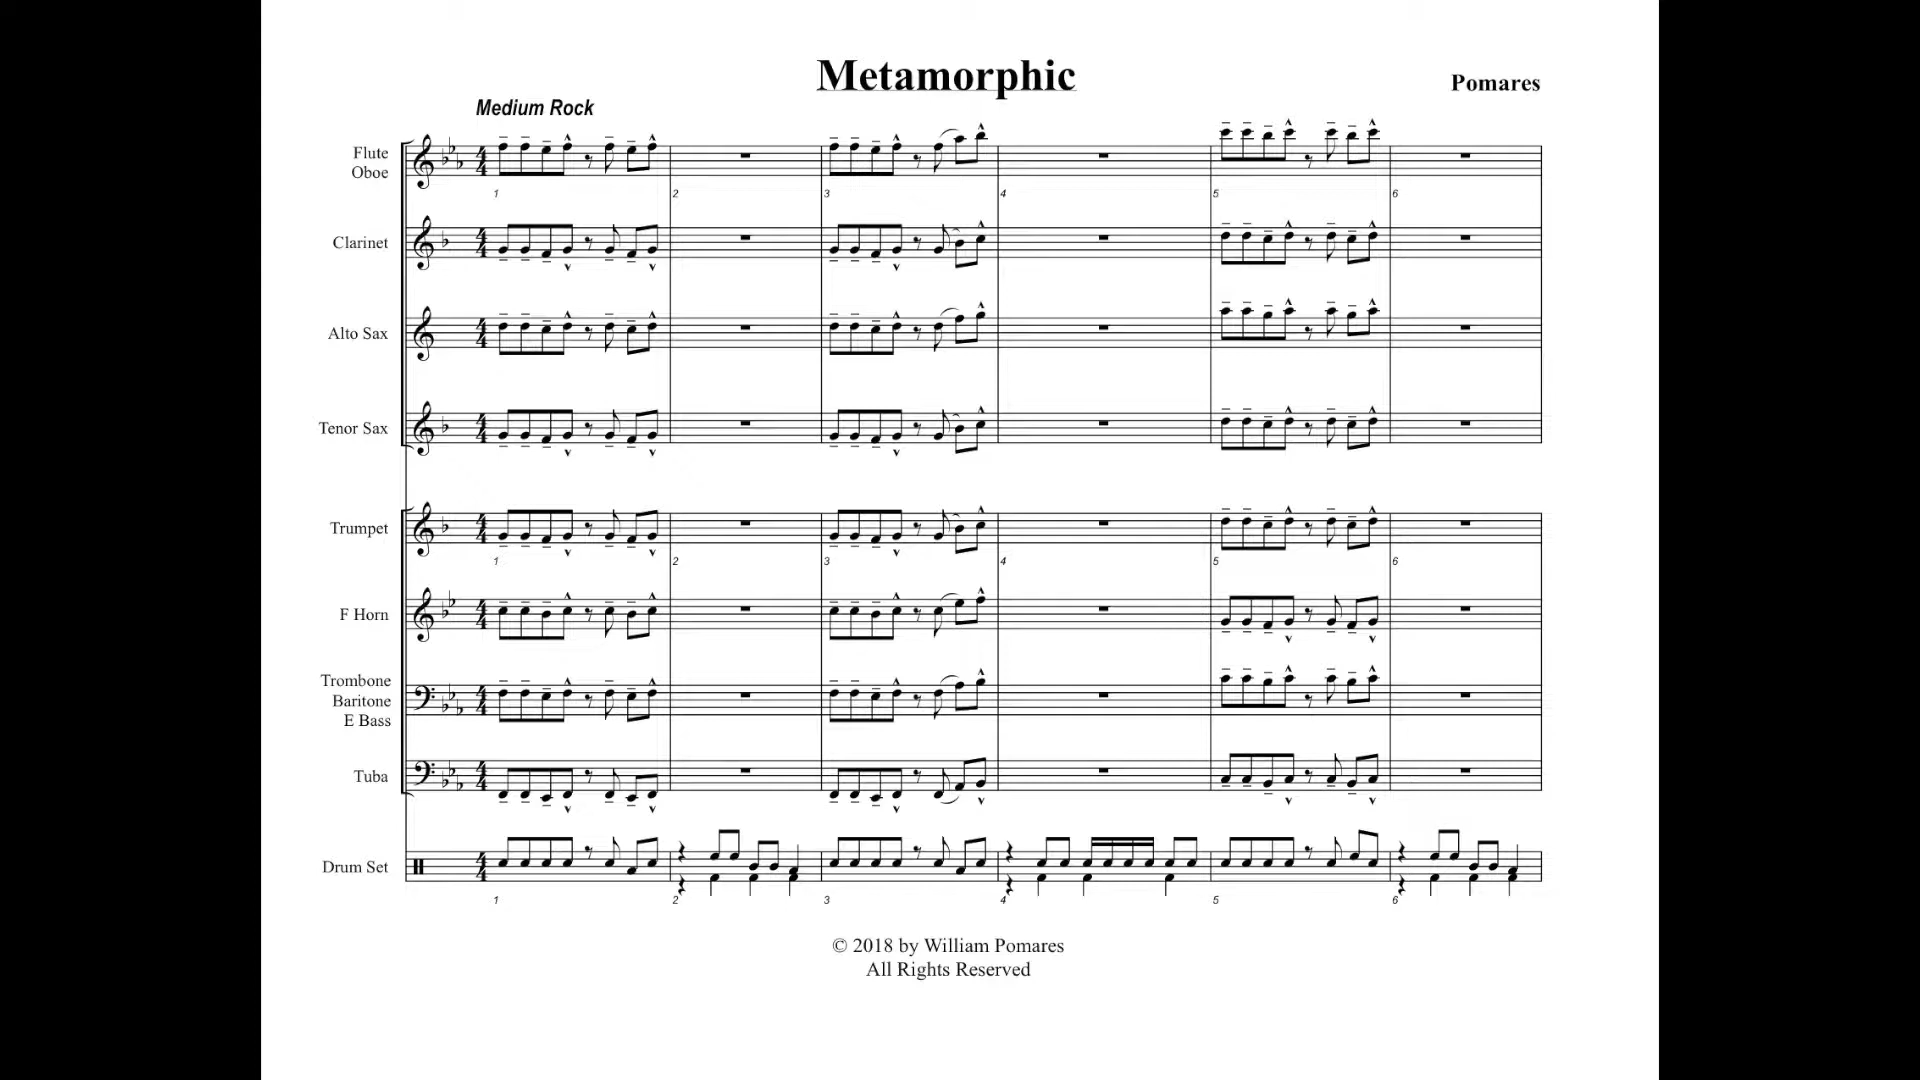 Metamorphic
Pomares
Medium Rock
Flute
Oboe
1 2 3 4 5 6
Clarinet
Alto Sax
Tenor Sax
Trumpet
1 2 3 4 5 6
F Horn
Trombone
Baritone
E Bass
Tuba
Drum Set
1 2 3 4 5 6
© 2018 by William Pomares
All Rights Reserved